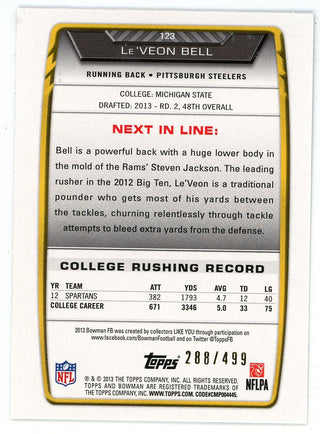 123
LE'VEON BELL
RUNNING BACK • PITTSBURGH STEELERS
COLLEGE: MICHIGAN STATE
DRAFTED: 2013 - RD. 2, 48TH OVERALL
NEXT IN LINE:
Bell is a powerful back with a huge lower body in
the mold of the Rams' Steven Jackson. The leading
rusher in the 2012 Big Ten, Le'Veon is a traditional
pounder who gets most of his yards between
the tackles, churning relentlessly through tackle
attempts to bleed extra yards from the defense.
COLLEGE RUSHING RECORD
YR TEAM ATT YDS AVG TD LG
12 SPARTANS 382 1793 4.7 12 40
COLLEGE CAREER 671 3346 5.0 33 75
2013 Bowman FB was created by collectors LIKE YOU through participation on
www.facebook.com/BowmanFootball and on Twitter @ToppsFB
NFL
Topps 288/499
NFLPA
® & © 2013 THE TOPPS COMPANY, INC. ALL RIGHTS RESERVED.
TOPPS AND BOWMAN ARE REGISTERED TRADEMARKS OF
THE TOPPS COMPANY, INC. WWW.TOPPS.COM. CODE#CMP004445.